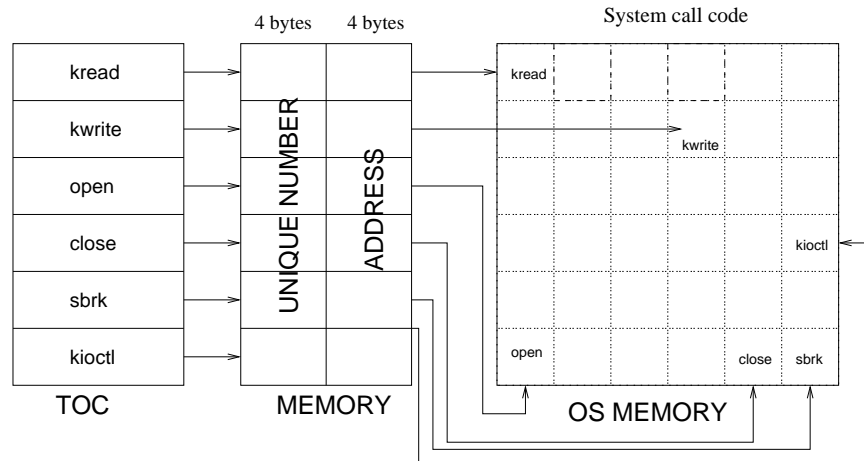 System call code
4 bytes 4 bytes
kread
kwrite
open
close
sbrk
kioctl
TOC
UNIQUE NUMBER
ADDRESS
MEMORY
kread
kwrite
kioctl
open
close
sbrk
OS MEMORY